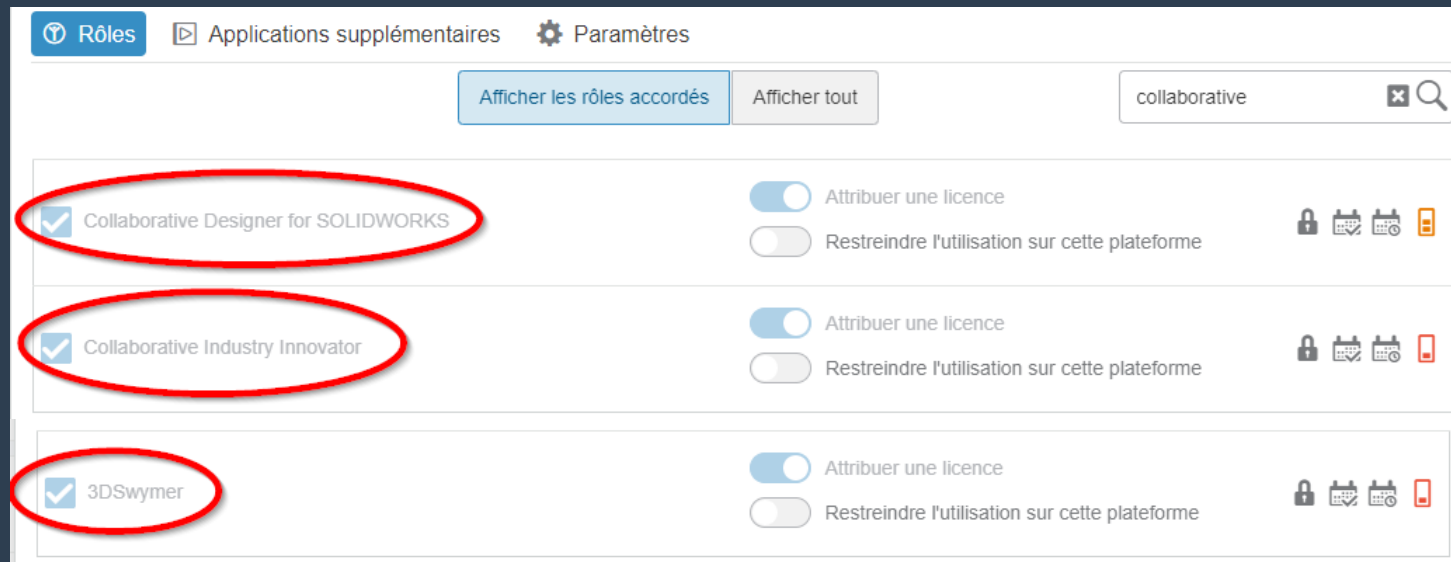 Rôles Applications supplémentaires Paramètres
Afficher les rôles accordés Afficher tout collaborative
Collaborative Designer for SOLIDWORKS
Attribuer une licence
Restreindre l'utilisation sur cette plateforme
Collaborative Industry Innovator
Attribuer une licence
Restreindre l'utilisation sur cette plateforme
3DSwymer
Attribuer une licence
Restreindre l'utilisation sur cette plateforme